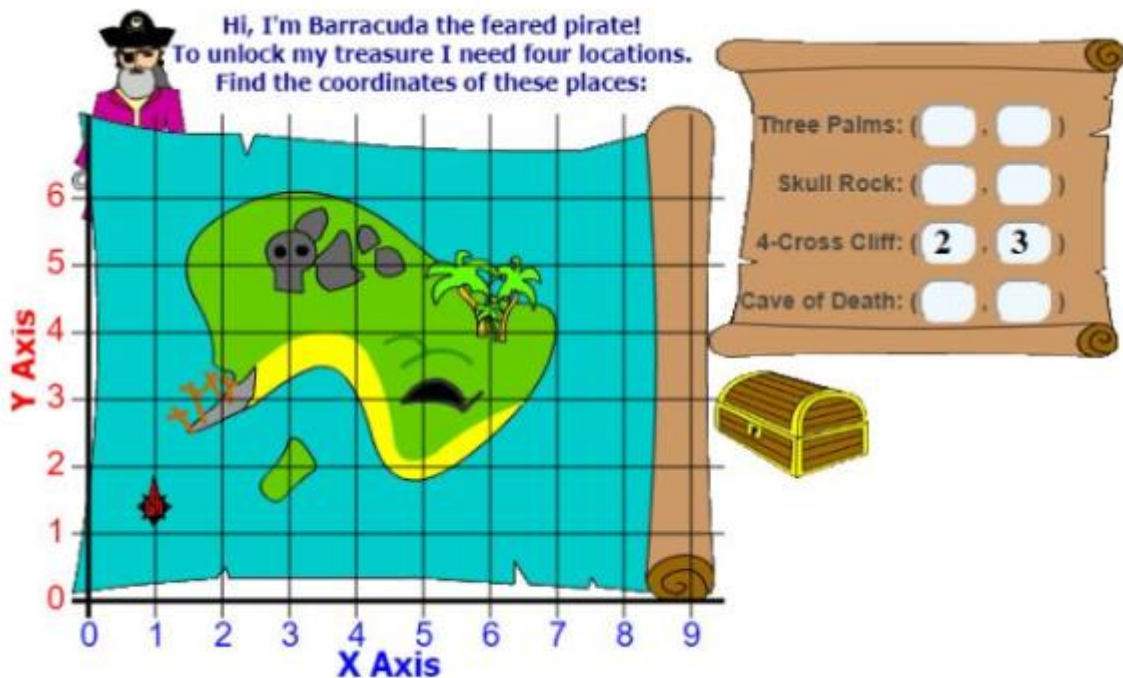 Hi, I'm Barracuda the feared pirate!
To unlock my treasure I need four locations.
Find the coordinates of these places:
Three Palms: ( , )
Skull Rock: ( , )
4-Cross Cliff: ( 2 , 3 )
Cave of Death: ( , )
Y Axis
6
5
4
3
2
1
0
0 1 2 3 4 5 6 7 8 9
X Axis